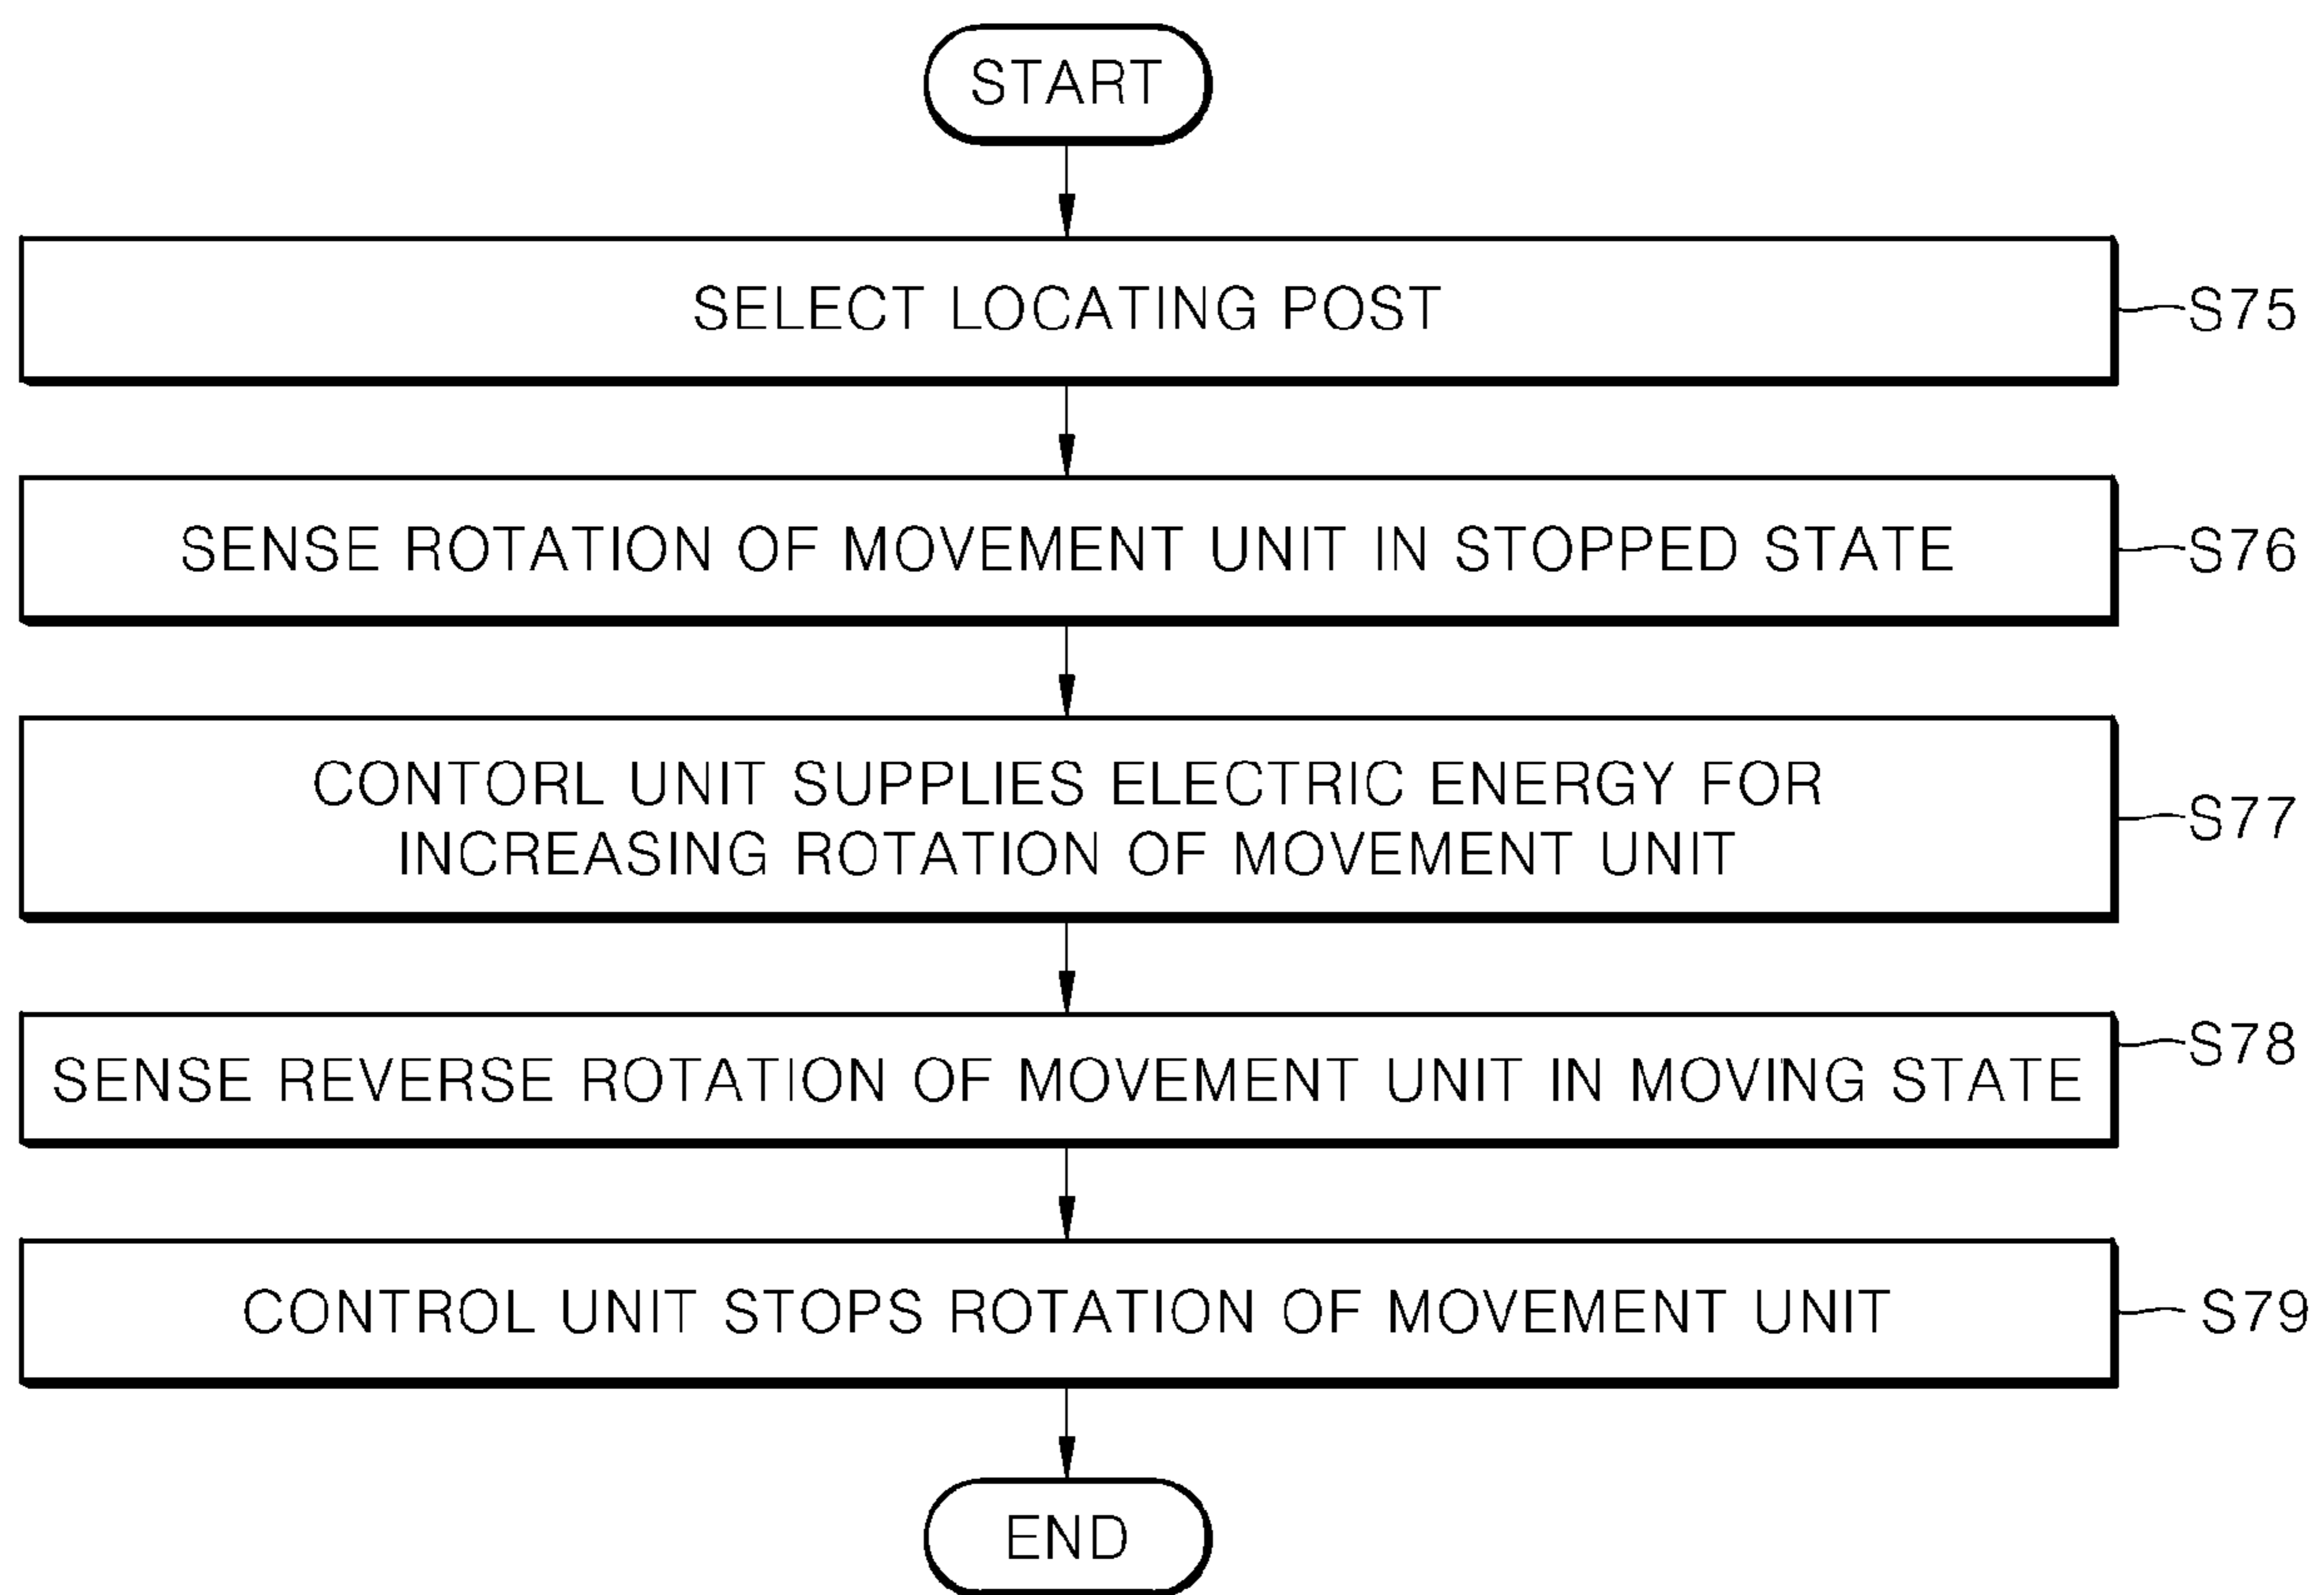 START
SELECT LOCATING POST
S75
SENSE ROTATION OF MOVEMENT UNIT IN STOPPED STATE
S76
CONTORL UNIT SUPPLIES ELECTRIC ENERGY FOR
INCREASING ROTATION OF MOVEMENT UNIT
S77
SENSE REVERSE ROTATION OF MOVEMENT UNIT IN MOVING STATE
S78
CONTROL UNIT STOPS ROTATION OF MOVEMENT UNIT
S79
END